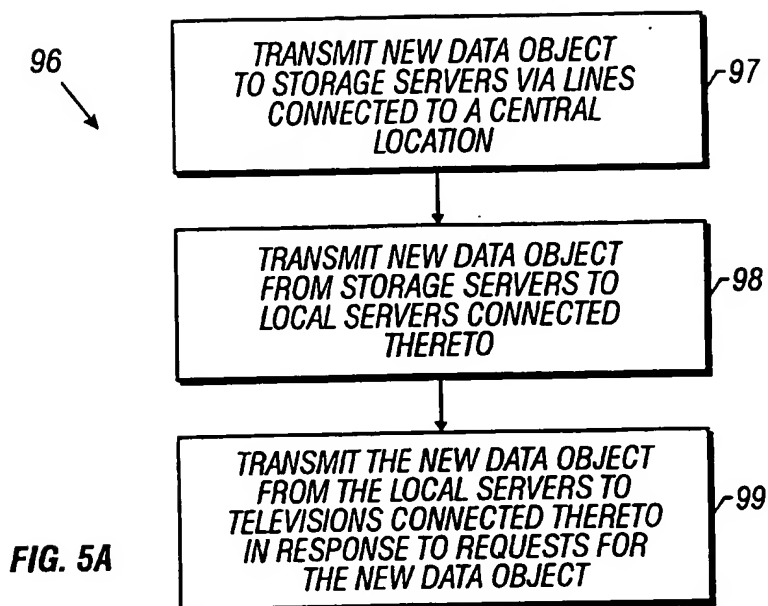 96
TRANSMIT NEW DATA OBJECT
TO STORAGE SERVERS VIA LINES
CONNECTED TO A CENTRAL
LOCATION
97
TRANSMIT NEW DATA OBJECT
FROM STORAGE SERVERS TO
LOCAL SERVERS CONNECTED
THERETO
98
TRANSMIT THE NEW DATA OBJECT
FROM THE LOCAL SERVERS TO
TELEVISIONS CONNECTED THERETO
IN RESPONSE TO REQUESTS FOR
THE NEW DATA OBJECT
99
FIG. 5A